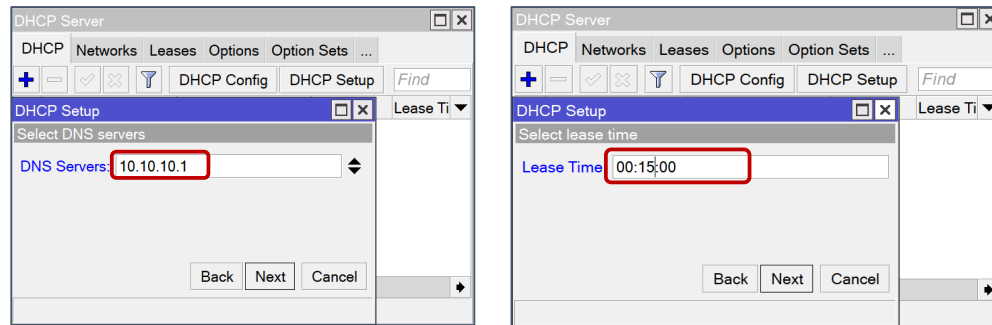 DHCP Server
DHCP Networks Leases Options Option Sets ...
DHCP Config DHCP Setup Find
DHCP Setup Lease Ti
Select DNS servers
DNS Servers: 10.10.10.1
Back Next Cancel
DHCP Server
DHCP Networks Leases Options Option Sets ...
DHCP Config DHCP Setup Find
DHCP Setup Lease Ti
Select lease time
Lease Time 00:15:00
Back Next Cancel